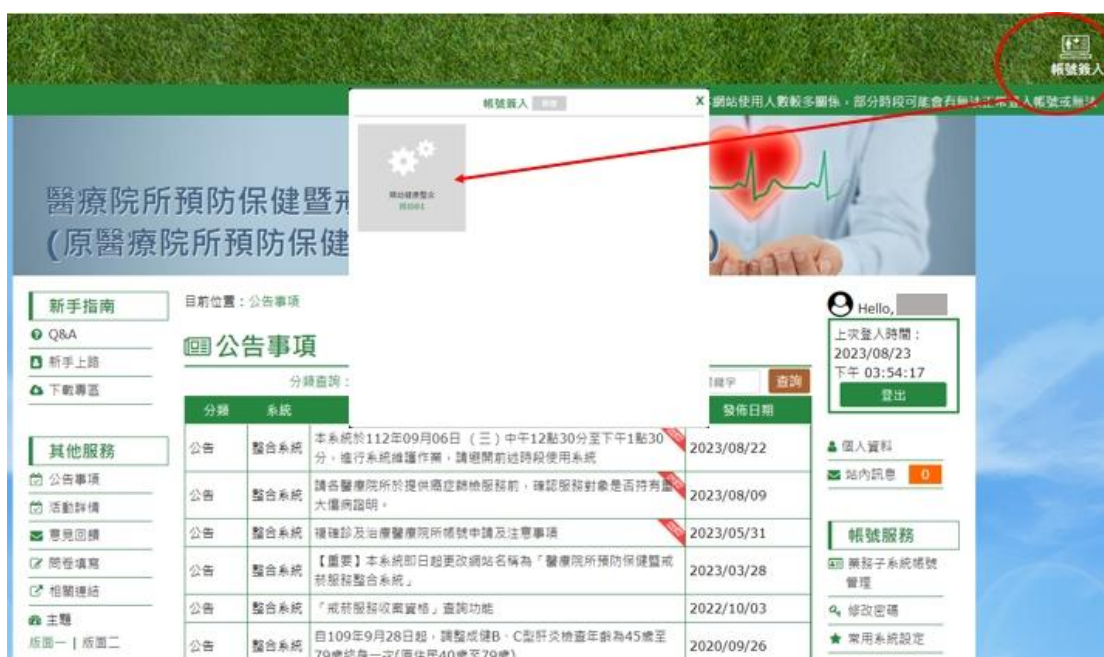 帳號簽入
帳號簽入
X
網站使用人數較多關係，部分時段可能會有無法正常登入帳號或無法
婦幼健康整合
醫療院所預防保健暨戒
(原醫療院所預防保健
新手指南
Q&A
新手上路
下載專區
其他服務
公告事項
活動詳情
意見回饋
問卷填寫
相關連結
主題
版面一 | 版面二
目前位置：公告事項
公告事項
分類查詢：
查詢
分類 系統 發佈日期
公告 整合系統 本系統於112年09月06日 (三) 中午12點30分至下午1點30分，進行系統維護作業，請避開前述時段使用系統 2023/08/22
公告 整合系統 請各醫療院所於提供癌症篩檢服務前，確認服務對象是否持有重大傷病證明。 2023/08/09
公告 整合系統 複確診及治療醫療院所帳號申請及注意事項 2023/05/31
公告 整合系統 【重要】本系統即日起更改網站名稱為「醫療院所預防保健暨戒菸服務整合系統」 2023/03/28
公告 整合系統 「戒菸服務收案資格」查詢功能 2022/10/03
公告 整合系統 自109年9月28日起，調整成健B、C型肝炎檢查年齡為45歲至79歲終身一次(原住民40歲至79歲) 2020/09/26
Hello,
上次登入時間：
2023/08/23
下午 03:54:17
登出
個人資料
站內訊息 0
帳號服務
業務子系統帳號
管理
修改密碼
常用系統設定